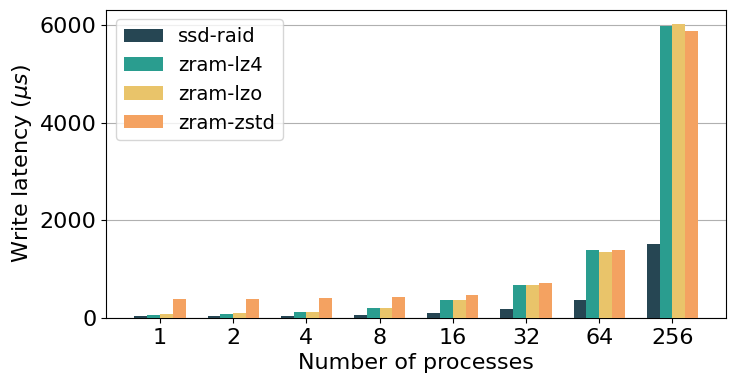 6000
4000
2000
0
Write latency (μs)
ssd-raid
zram-lz4
zram-lzo
zram-zstd
1 2 4 8 16 32 64 256
Number of processes